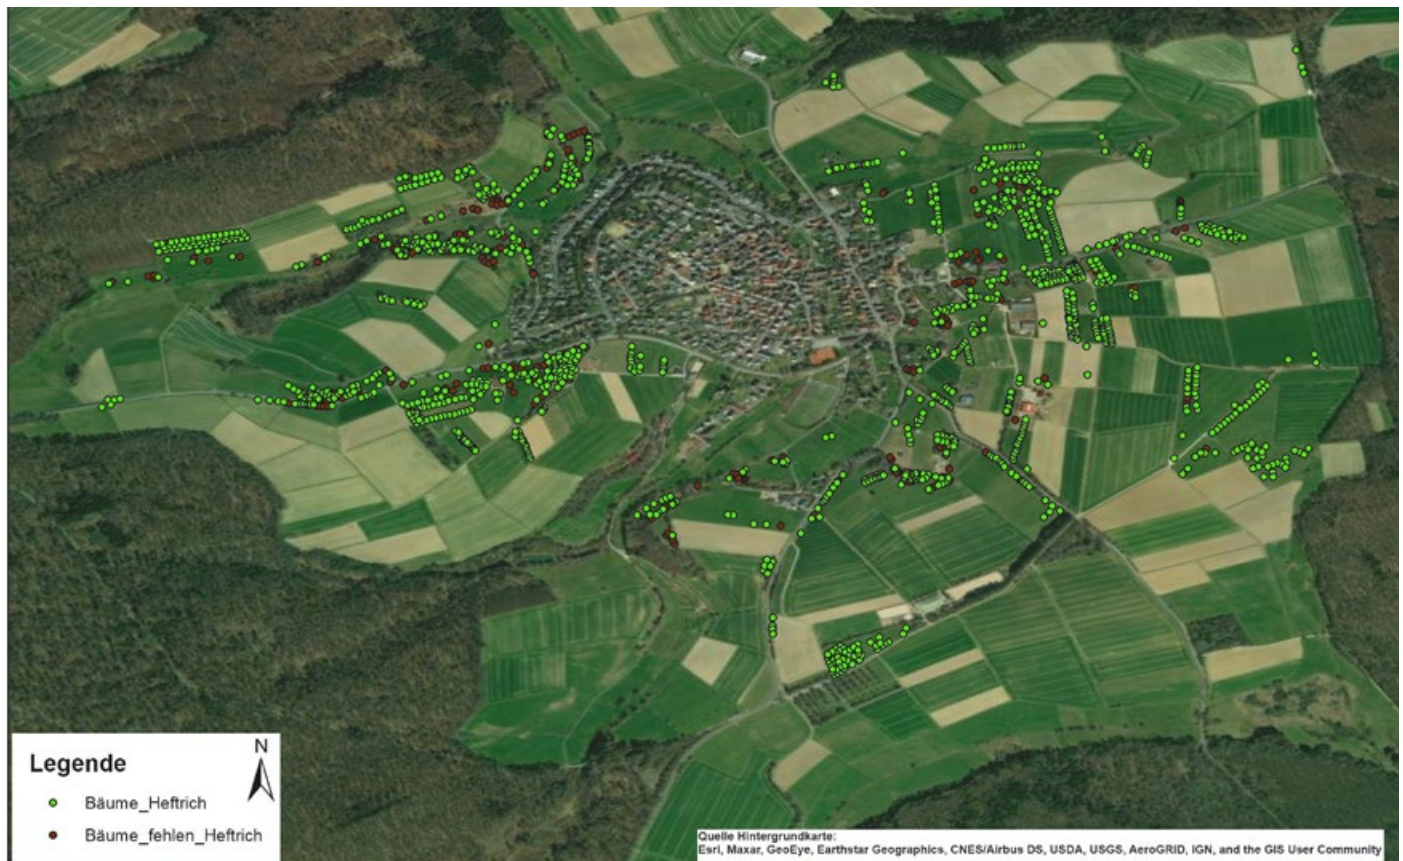 Legende
N
Bäume_Heftrich
Bäume_fehlen_Heftrich
Quelle Hintergrundkarte:
Esri, Maxar, GeoEye, Earthstar Geographics, CNES/Airbus DS, USDA, USGS, AeroGRID, IGN, and the GIS User Community